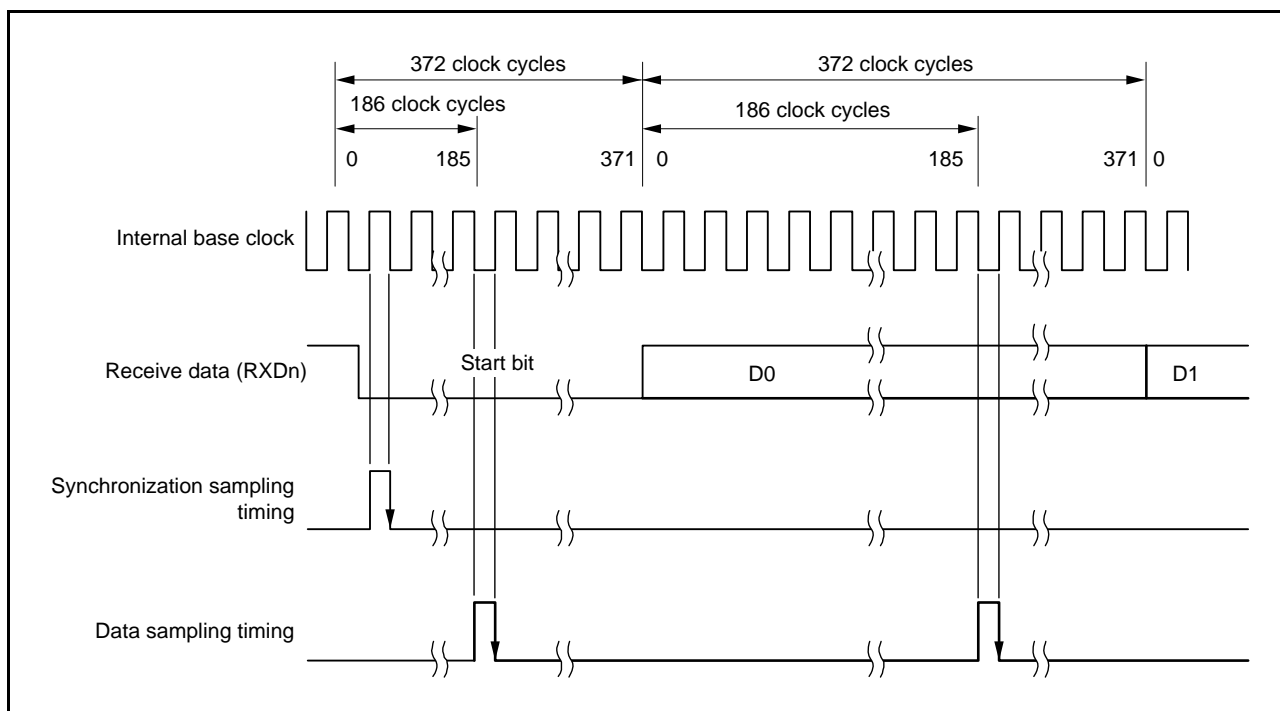 372 clock cycles 372 clock cycles
186 clock cycles 186 clock cycles
0 185 371 0 185 371 0
Internal base clock
Receive data (RXDn) Start bit D0 D1
Synchronization sampling
timing
Data sampling timing